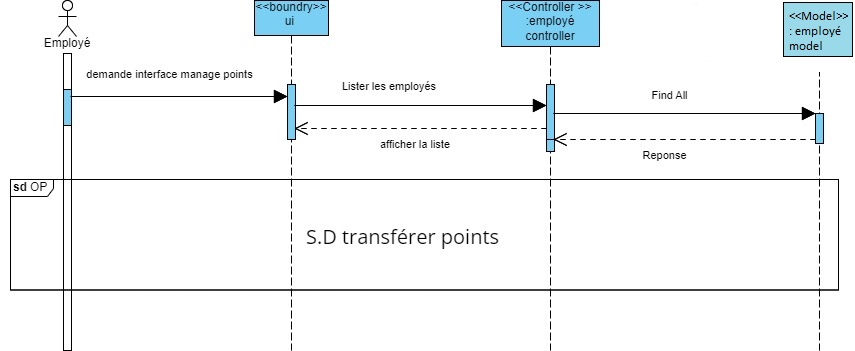 Employé
<<boundry>>
ui
<<Controller >>
:employé
controller
<<Model>>
: employé
model
demande interface manage points
Lister les employés
Find All
afficher la liste
Reponse
sd OP
S.D transférer points